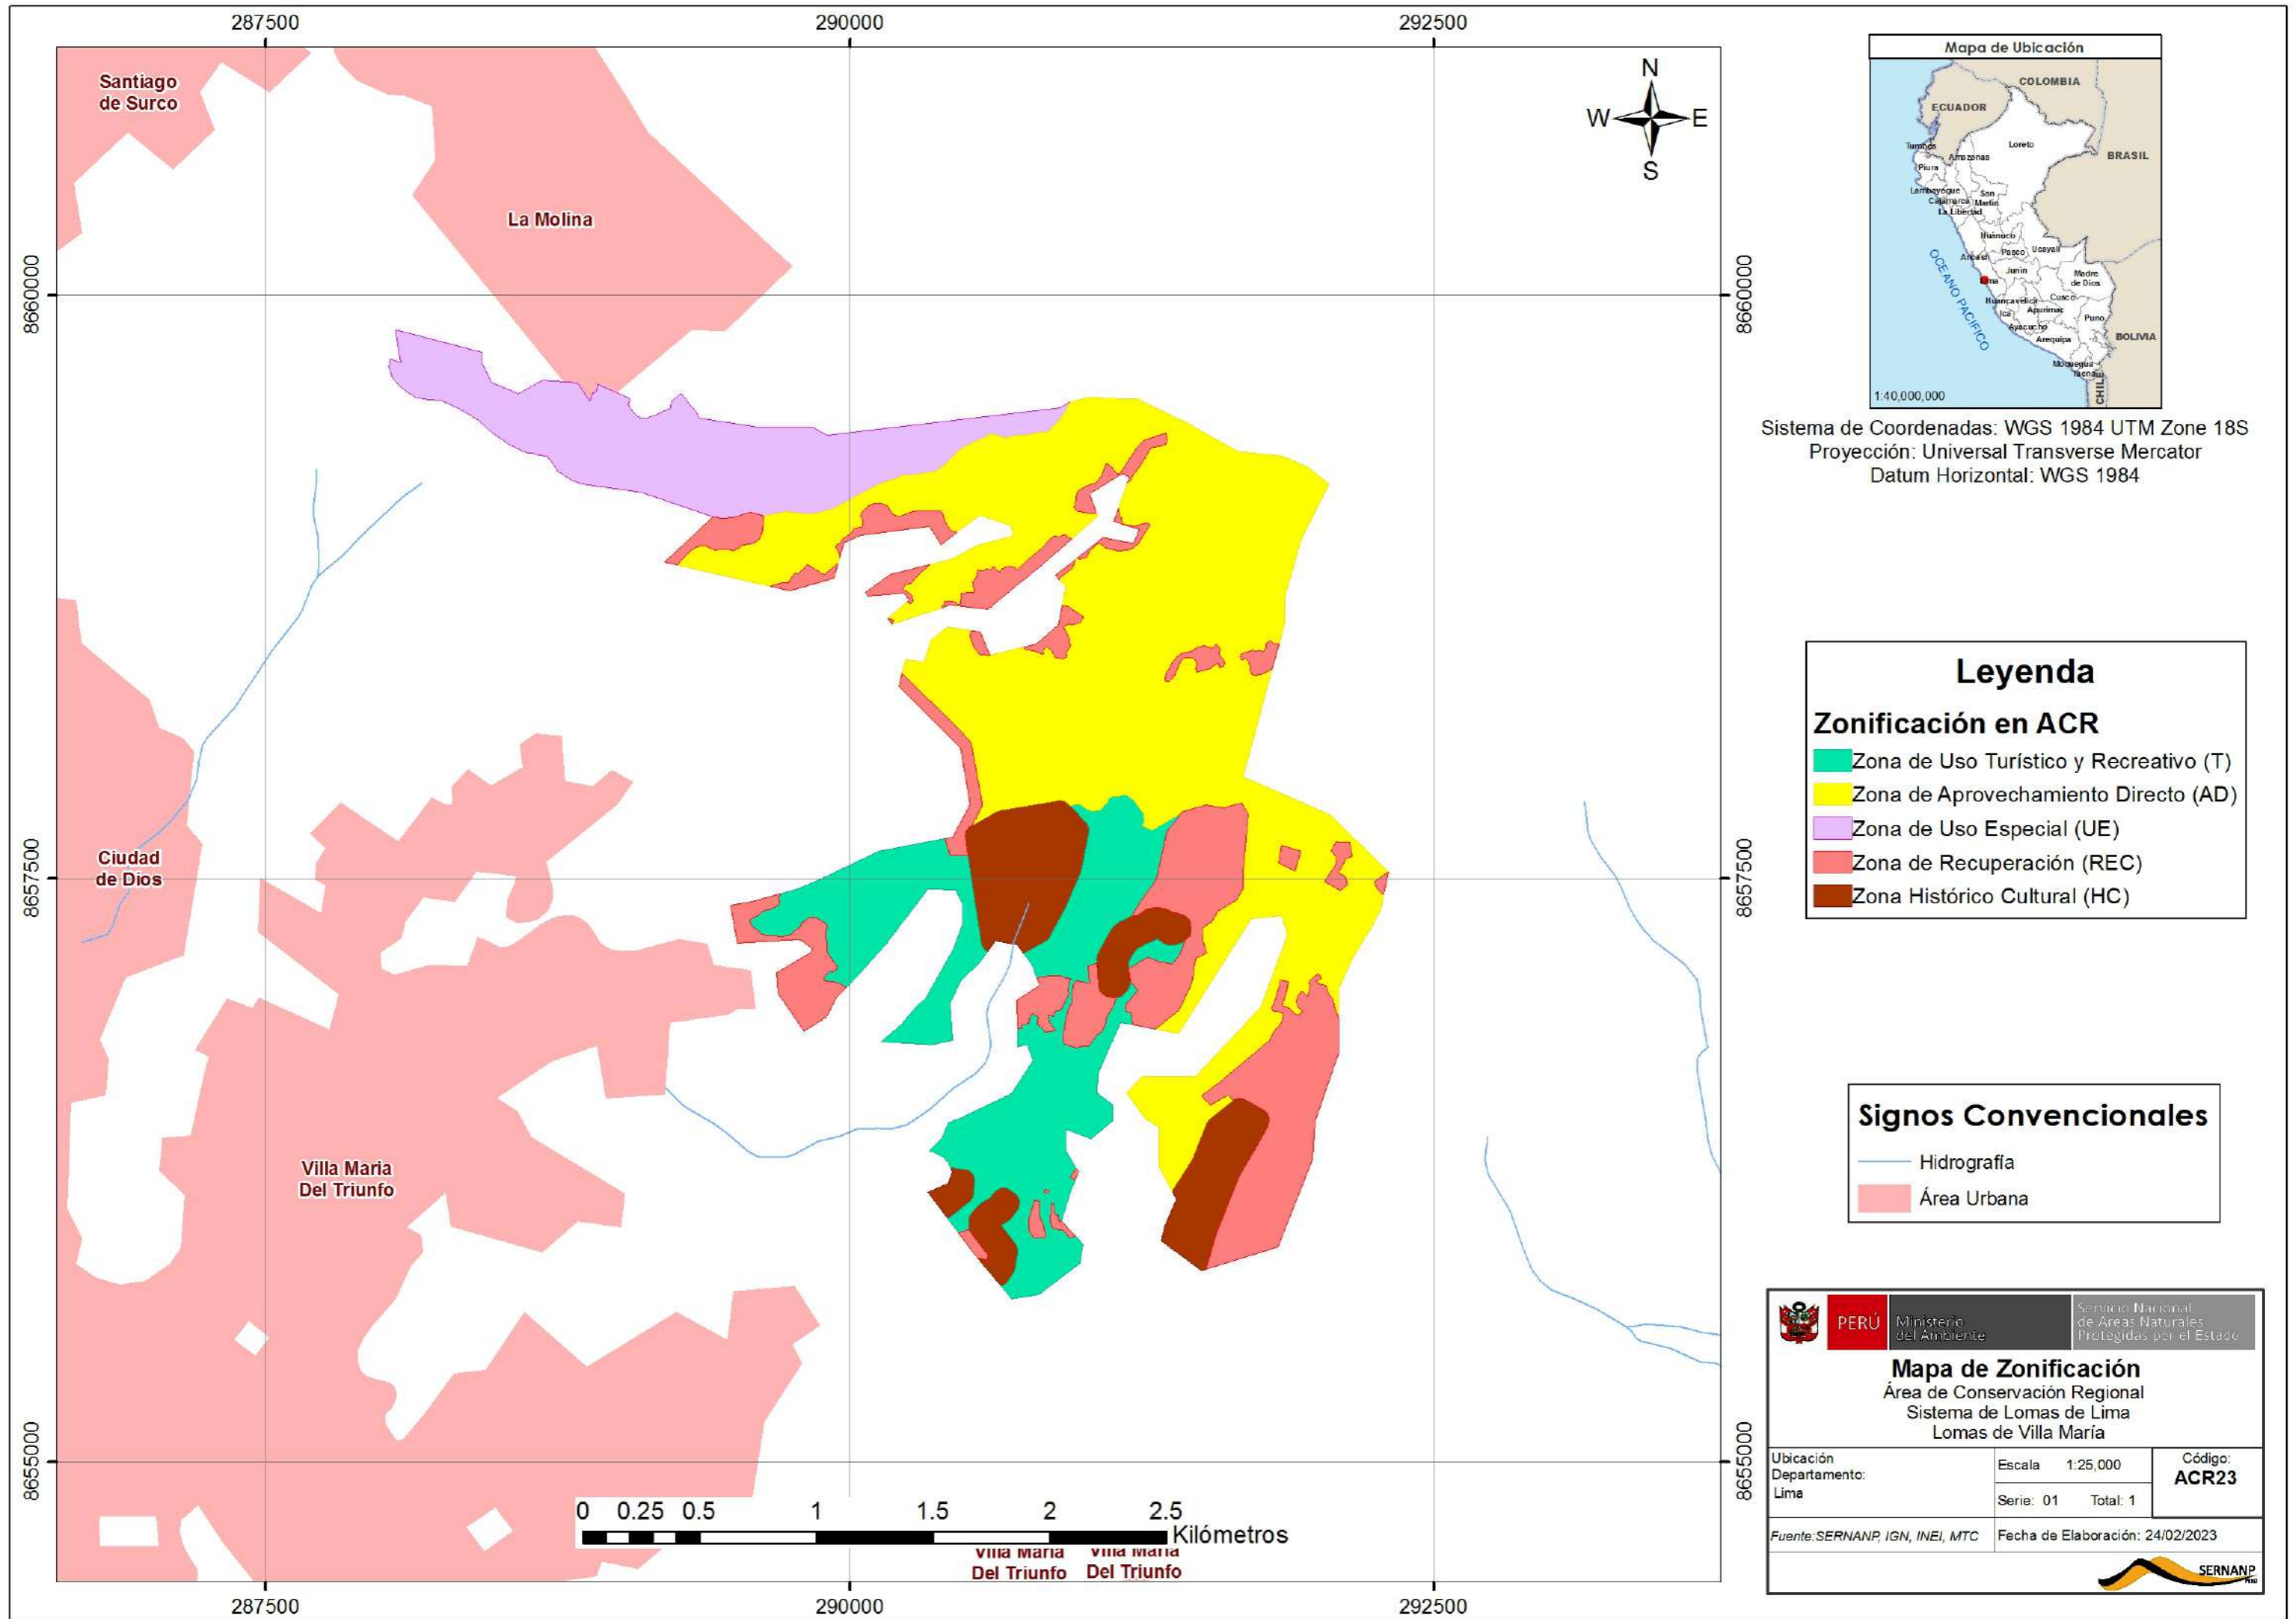 287500
290000
292500
Santiago
de Surco
La Molina
N
W
E
S
8660000
8660000
Ciudad
de Dios
8657500
8657500
Villa Maria
Del Triunfo
8655000
8655000
0 0.25 0.5 1 1.5 2 2.5
Kilómetros
Villa Maria
Del Triunfo
Villa Maria
Del Triunfo
287500
290000
292500
Mapa de Ubicación
COLOMBIA
ECUADOR
BRASIL
Tumbes
Loreto
Amazonas
Piura
Lambayeque
San
Martin
Cajamarca
La Libertad
Huánuco
Ucayali
Pasco
Ancash
Junin
Madre
de Dios
Lima
Cusco
Huancavelica
Apurimac
Ica
Puno
Ayacucho
BOLIVIA
Arequipa
Moquegua
Tacna
CHILE
OCEANO PACIFICO
1:40,000,000
Sistema de Coordenadas: WGS 1984 UTM Zone 18S
Proyección: Universal Transverse Mercator
Datum Horizontal: WGS 1984
Leyenda
Zonificación en ACR
Zona de Uso Turístico y Recreativo (T)
Zona de Aprovechamiento Directo (AD)
Zona de Uso Especial (UE)
Zona de Recuperación (REC)
Zona Histórico Cultural (HC)
Signos Convencionales
Hidrografía
Área Urbana
PERÚ
Ministerio
del Ambiente
Servicio Nacional
de Áreas Naturales
Protegidas por el Estado
Mapa de Zonificación
Área de Conservación Regional
Sistema de Lomas de Lima
Lomas de Villa María
Ubicación
Departamento:
Lima
Escala 1:25,000
Serie: 01 Total: 1
Código:
ACR23
Fuente:SERNANP, IGN, INEI, MTC
Fecha de Elaboración: 24/02/2023
SERNANP